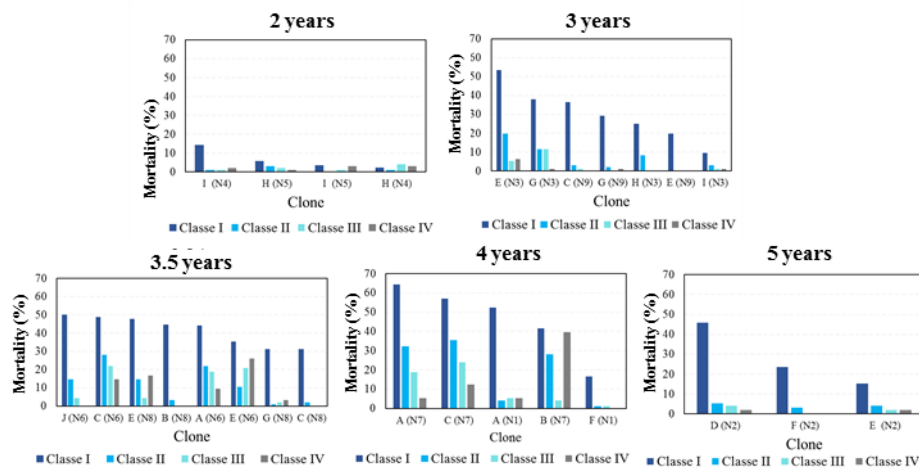 2 years
3 years
Mortality (%)
70
60
50
40
30
20
10
0
I (N4) H (N5) I (N5) H (N4)
Clone
Classe I Classe II Classe III Classe IV
Mortality (%)
70
60
50
40
30
20
10
0
E (N3) G (N3) C (N9) G (N9) H (N3) E (N9) I (N3)
Clone
Classe I Classe II Classe III Classe IV
3.5 years
4 years
5 years
Mortality (%)
70
60
50
40
30
20
10
0
J (N6) C (N6) E (N8) B (N8) A (N6) E (N6) G (N8) C (N8)
Clone
Classe I Classe II Classe III Classe IV
Mortality (%)
70
60
50
40
30
20
10
0
A (N7) C (N7) A (N1) B (N7) F (N1)
Clone
Classe I Classe II Classe III Classe IV
Mortality (%)
70
60
50
40
30
20
10
0
D (N2) F (N2) E (N2)
Clone
Classe I Classe II Classe III Classe IV